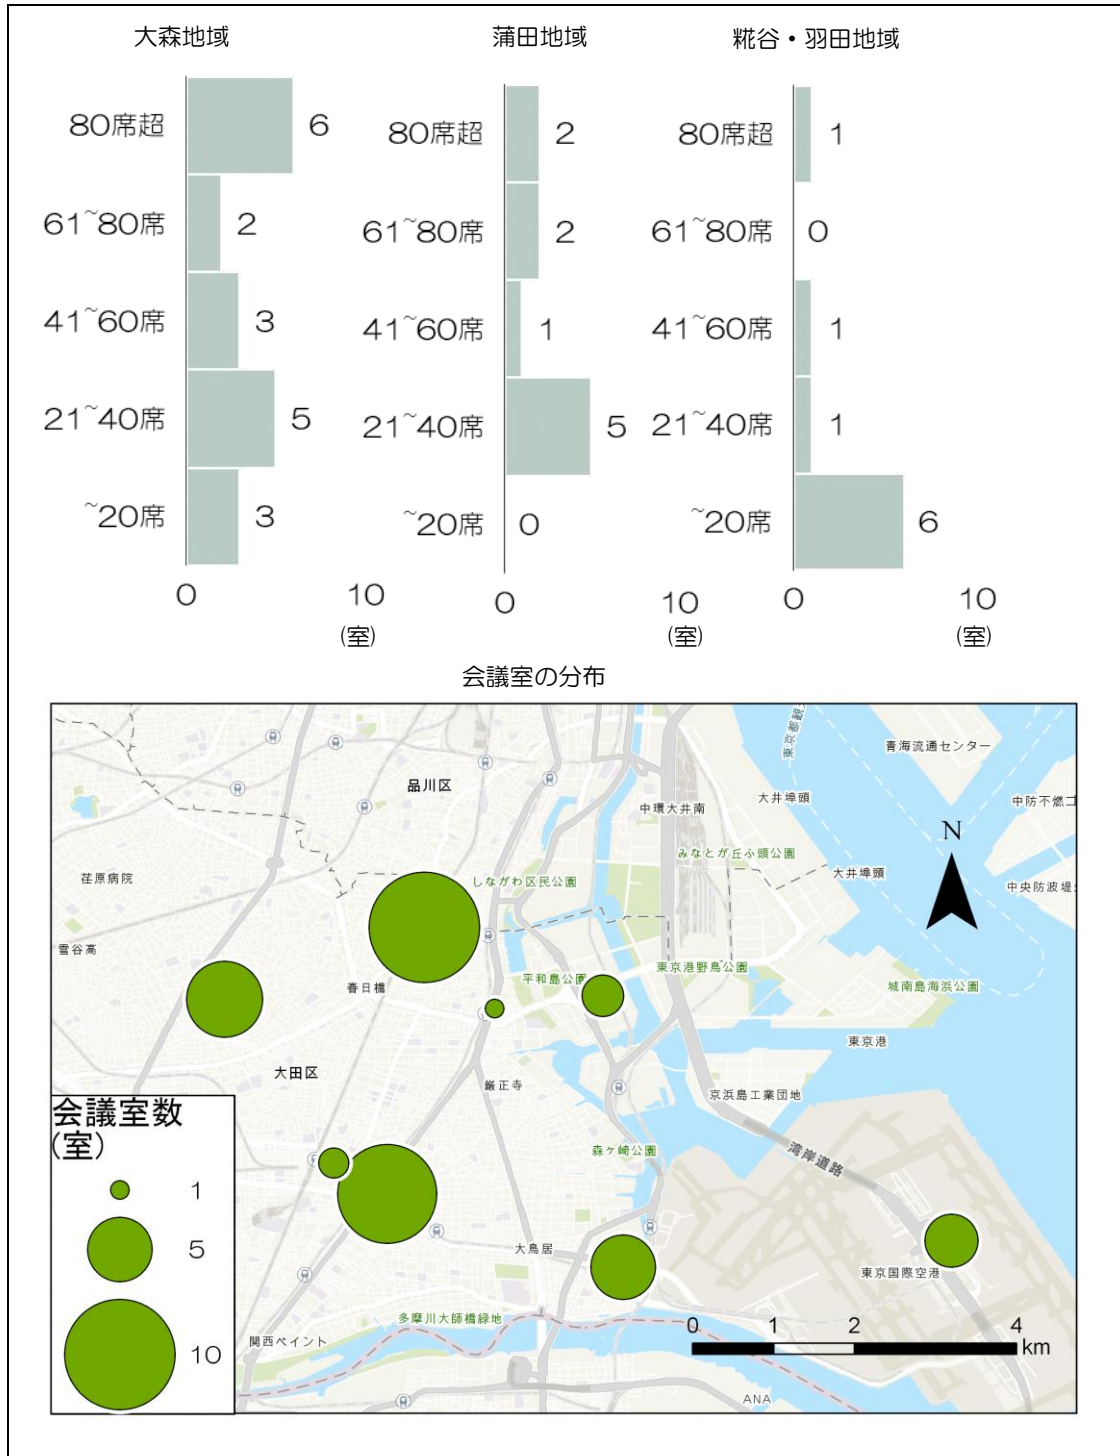 大森地域
80席超 6
61~80席 2
41~60席 3
21~40席 5
~20席 3
0 10
(室)
蒲田地域
80席超 2
61~80席 2
41~60席 1
21~40席 5
~20席 0
0 10
(室)
糀谷・羽田地域
80席超 1
61~80席 0
41~60席 1
21~40席 1
~20席 6
0 10
(室)
会議室の分布
青海流通センター
品川区
大井埠頭
中環大井南
中防不燃ゴ
N
みなとが丘ふ頭公園
荏原病院
しながわ区民公園
大井埠頭
中央防波堤
雪谷高
春日橋
平和島公園
東京港野鳥公園
城南島海浜公園
東京港
大田区
厳正寺
京浜島工業団地
森ヶ崎公園
湾岸道路
大鳥居
東京国際空港
多摩川大師橋緑地
関西ペイント
ANA
会議室数
(室)
1
5
10
0 1 2 4
km